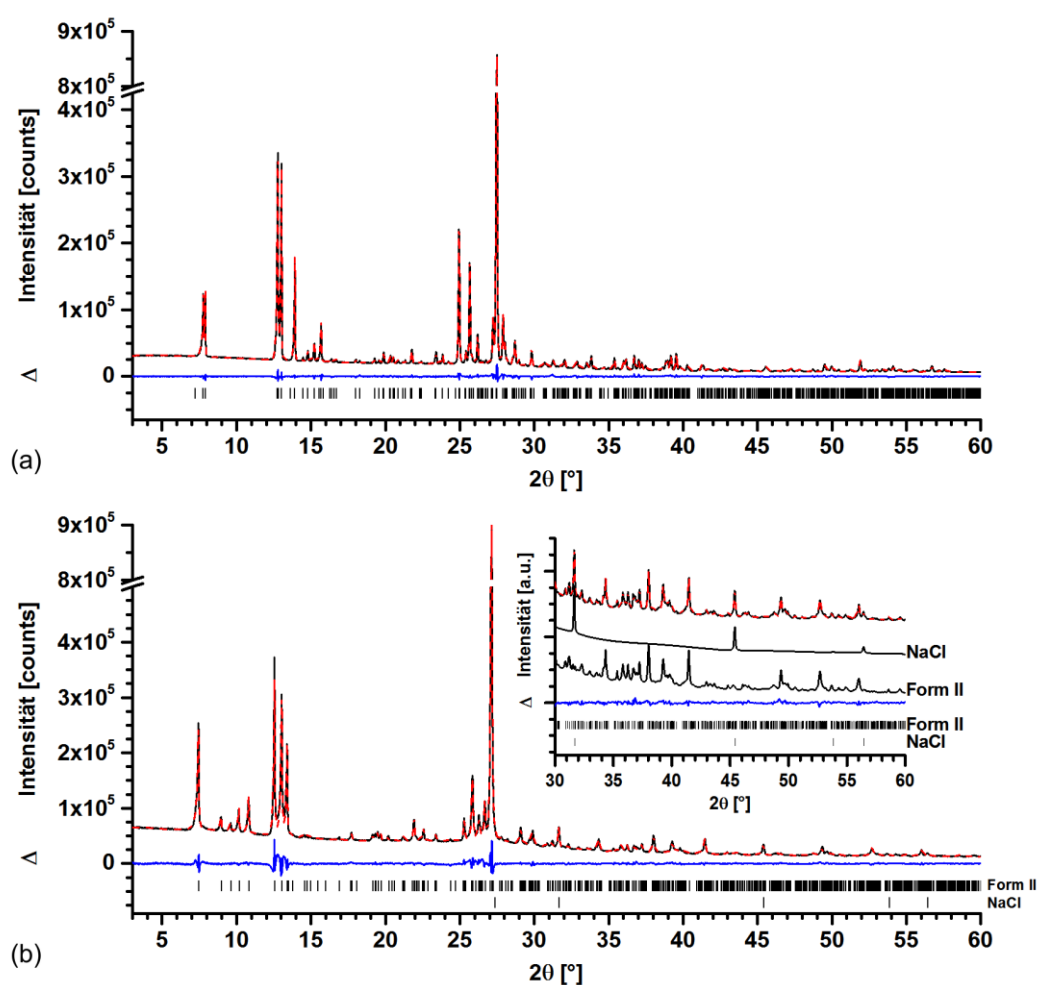 9x10⁵
8x10⁵
4x10⁵
3x10⁵
2x10⁵
1x10⁵
0
Intensität [counts]
Δ
5 10 15 20 25 30 35 40 45 50 55 60
2θ [°]
(a)
9x10⁵
8x10⁵
4x10⁵
3x10⁵
2x10⁵
1x10⁵
0
Intensität [counts]
Δ
Intensität [a.u.]
Δ
NaCl
Form II
Form II
NaCl
30 35 40 45 50 55 60
2θ [°]
Form II
NaCl
5 10 15 20 25 30 35 40 45 50 55 60
2θ [°]
(b)